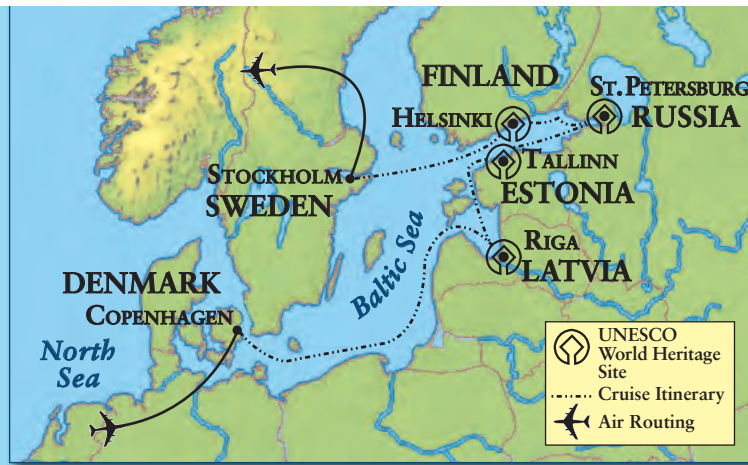 FINLAND
ST. PETERSBURG
HELSINKI
RUSSIA
TALLINN
STOCKHOLM
ESTONIA
SWEDEN
Baltic Sea
RIGA
LATVIA
DENMARK
COPENHAGEN
North
Sea
UNESCO
World Heritage
Site
Cruise Itinerary
Air Routing